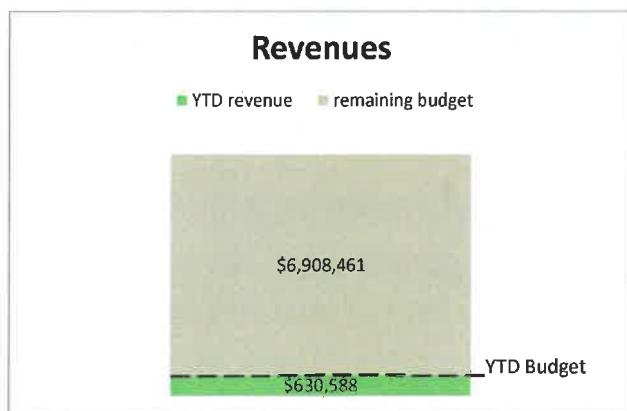 Revenues
YTD revenue remaining budget
$6,908,461
YTD Budget
$630,588